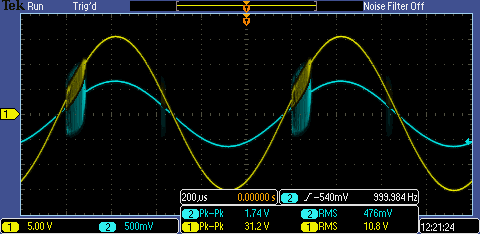 Tek Run Trig'd Noise Filter Off
T
1
200µs 0.00000 s 2 -540mV 999.984 Hz
2 Pk-Pk 1.74 V 2 RMS 476mV
1 5.00 V 2 500mV 1 Pk-Pk 31.2 V 1 RMS 10.8 V 12:21:24